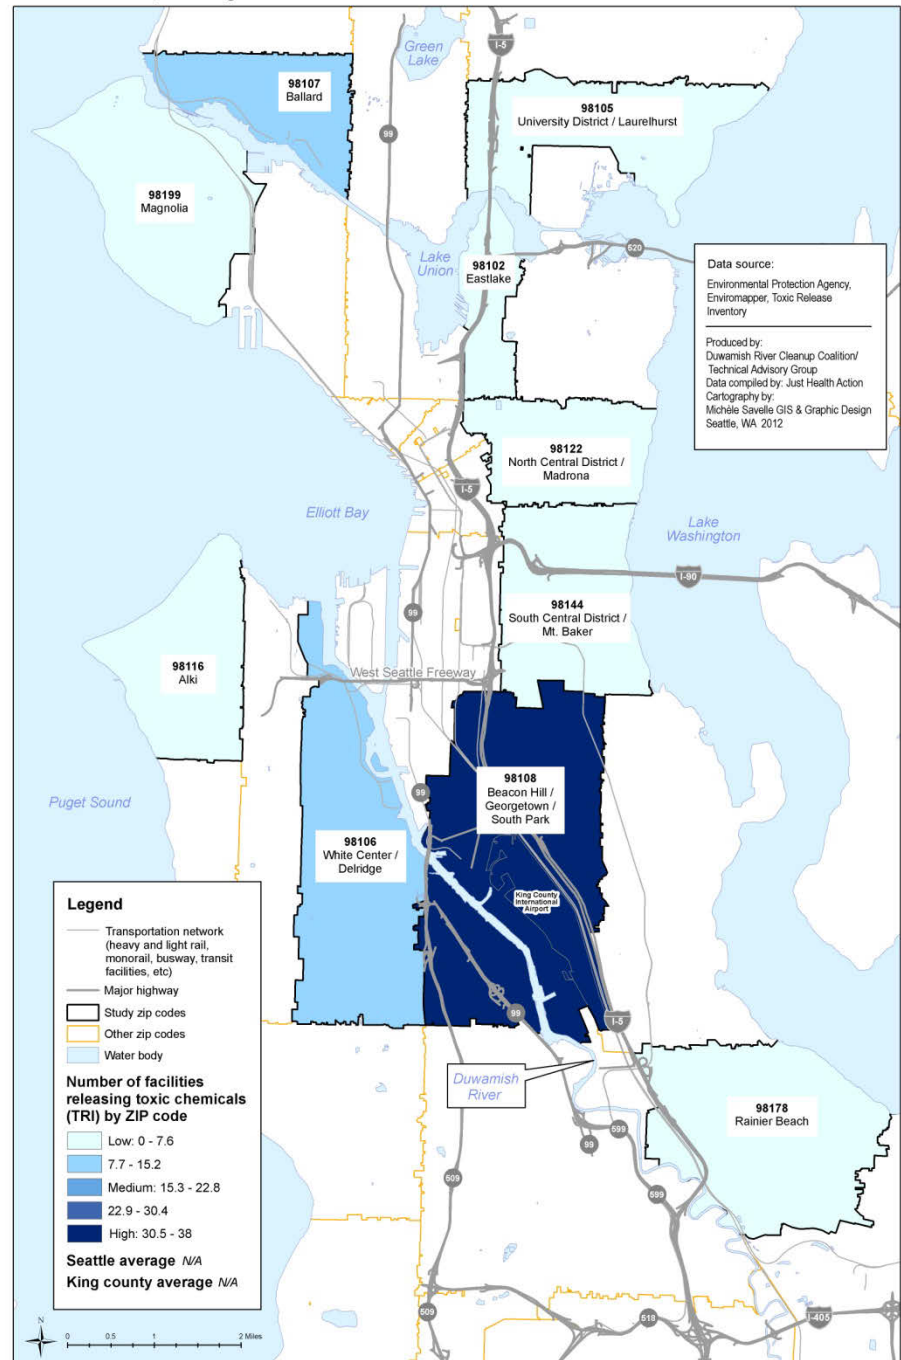 Green
Lake
I-5
98107
Ballard
98105
University District / Laurelhurst
99
98199
Magnolia
Lake
Union
98102
Eastlake
520
Data source:
Environmental Protection Agency,
Enviromapper, Toxic Release
Inventory
Produced by:
Duwamish River Cleanup Coalition/
Technical Advisory Group
Data compiled by: Just Health Action
Cartography by:
Michèle Savelle GIS & Graphic Design
Seattle, WA 2012
98122
North Central District /
Madrona
I-5
Elliott Bay
Lake
Washington
I-90
98144
South Central District /
Mt. Baker
99
98116
Alki
West Seattle Freeway
98108
Beacon Hill /
Georgetown /
South Park
99
Puget Sound
98106
White Center /
Delridge
King County
International
Airport
99
I-5
Duwamish
River
98178
Rainier Beach
599
99
509
599
509
518
I-405
Legend
Transportation network
(heavy and light rail,
monorail, busway, transit
facilities, etc)
Major highway
Study zip codes
Other zip codes
Water body
Number of facilities
releasing toxic chemicals
(TRI) by ZIP code
Low: 0 - 7.6
7.7 - 15.2
Medium: 15.3 - 22.8
22.9 - 30.4
High: 30.5 - 38
Seattle average N/A
King county average N/A
N
0 0.5 1 2 Miles